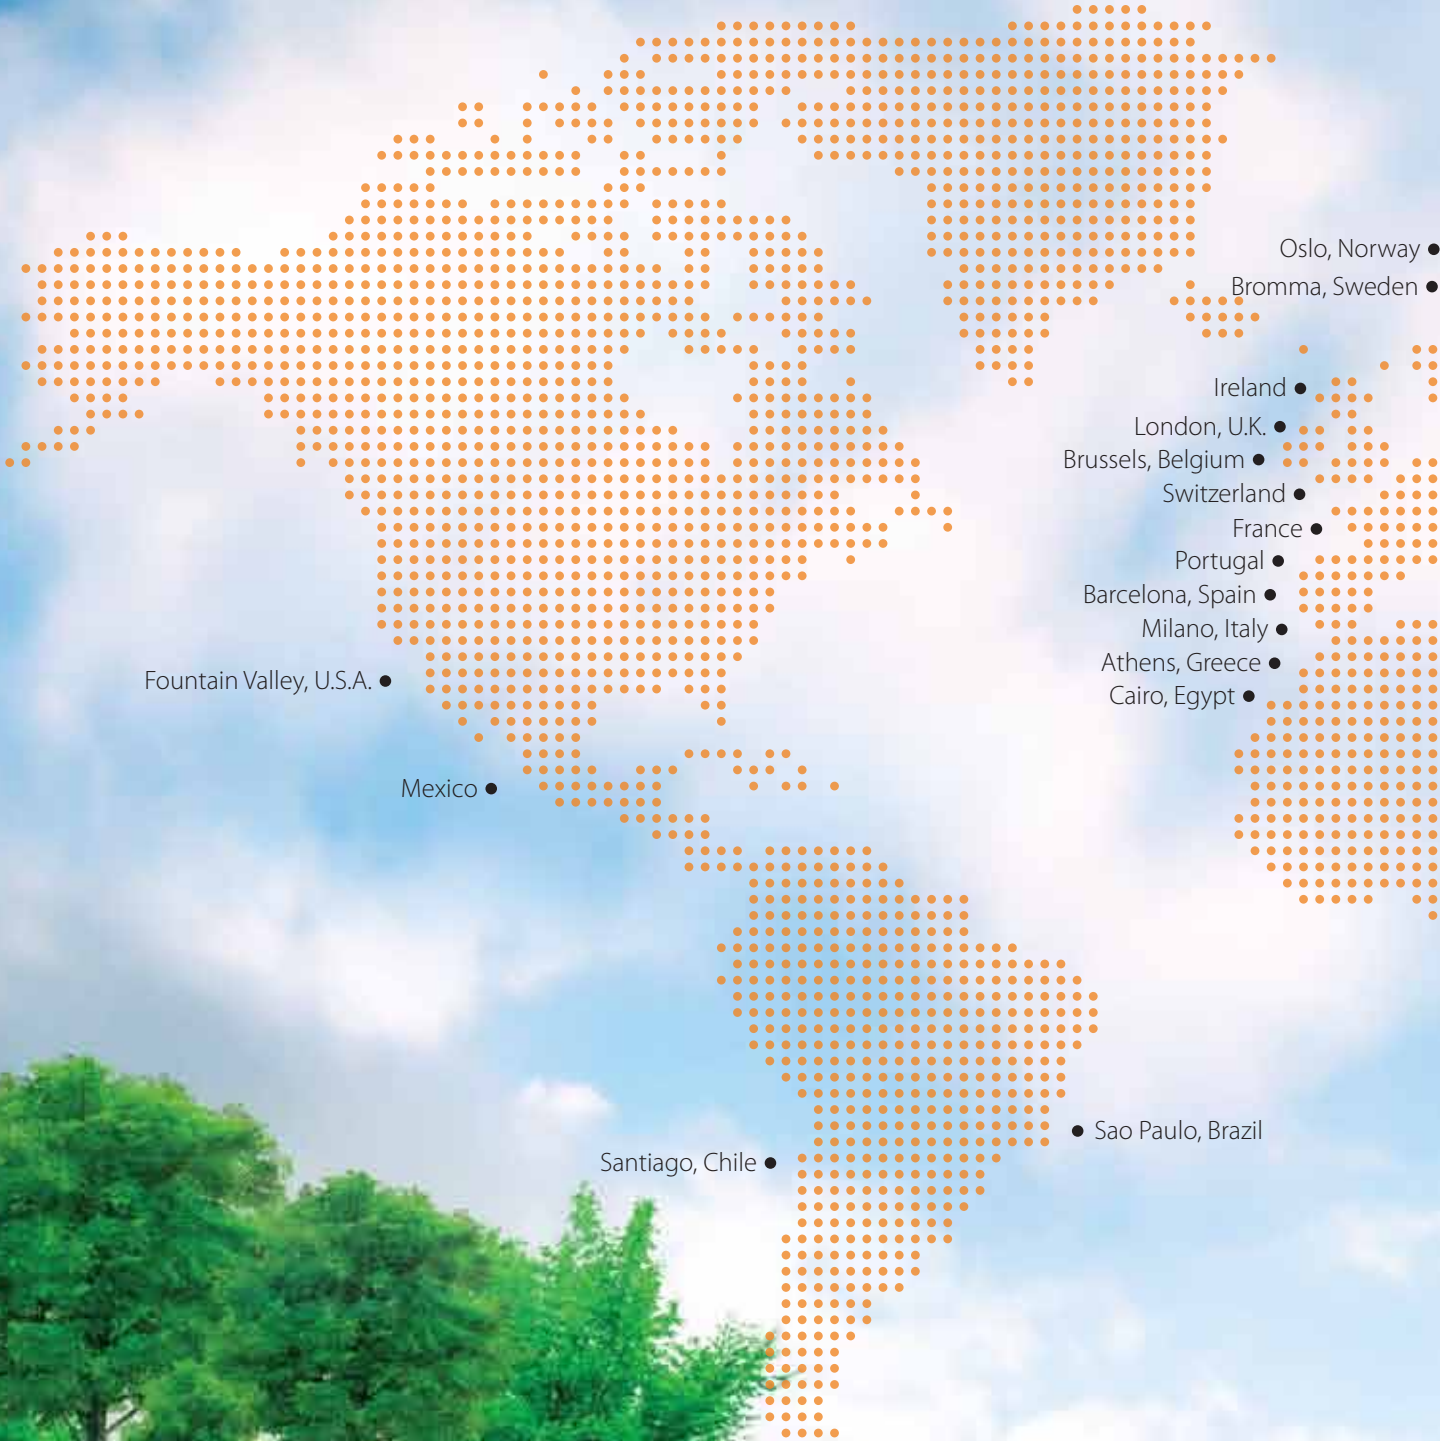 Oslo, Norway
Bromma, Sweden
Ireland
London, U.K.
Brussels, Belgium
Switzerland
France
Portugal
Barcelona, Spain
Milano, Italy
Athens, Greece
Fountain Valley, U.S.A.
Cairo, Egypt
Mexico
Sao Paulo, Brazil
Santiago, Chile